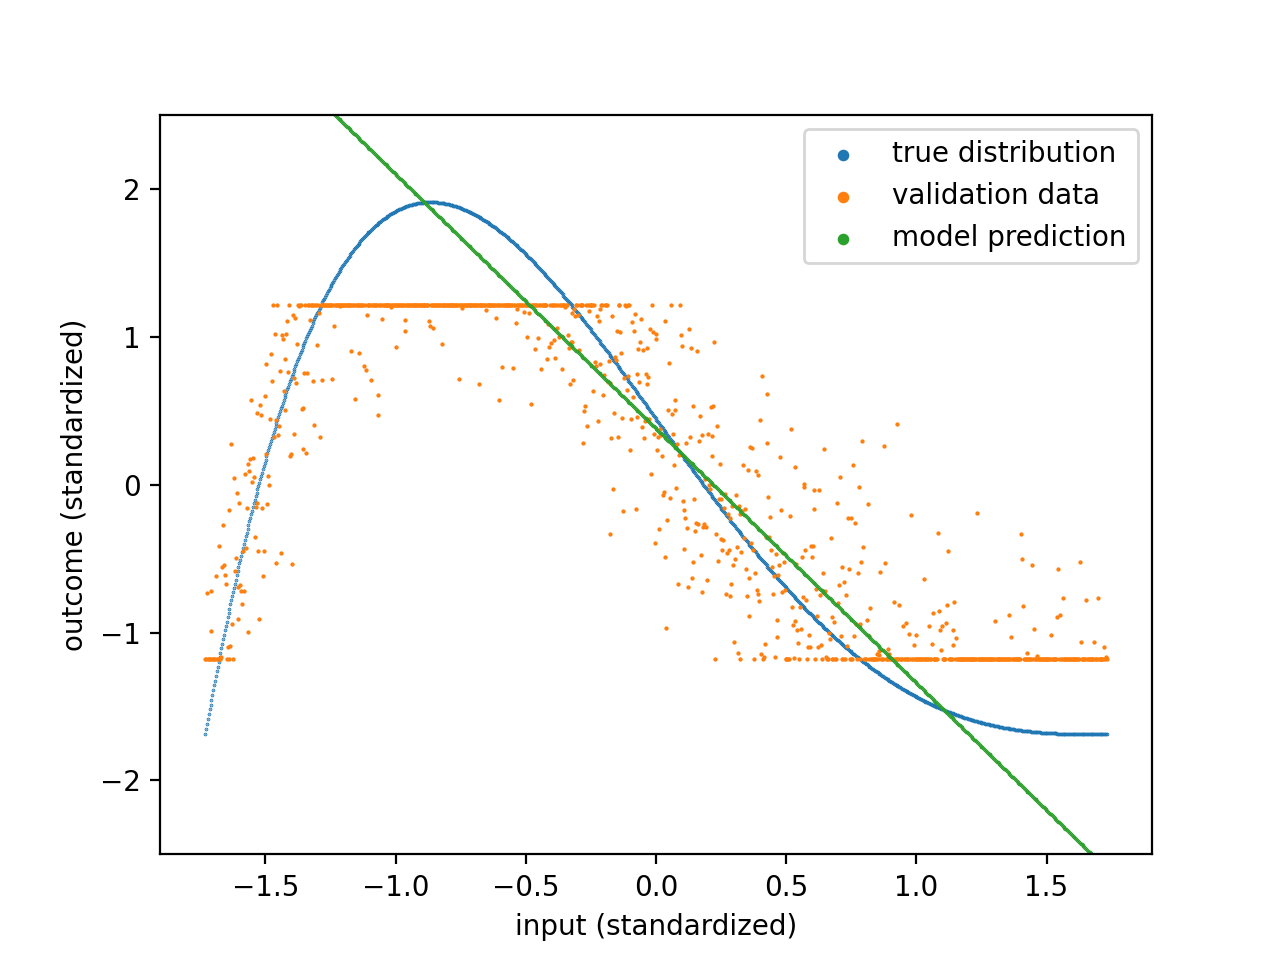 true distribution
validation data
model prediction
2
1
0
−1
−2
outcome (standardized)
−1.5 −1.0 −0.5 0.0 0.5 1.0 1.5
input (standardized)